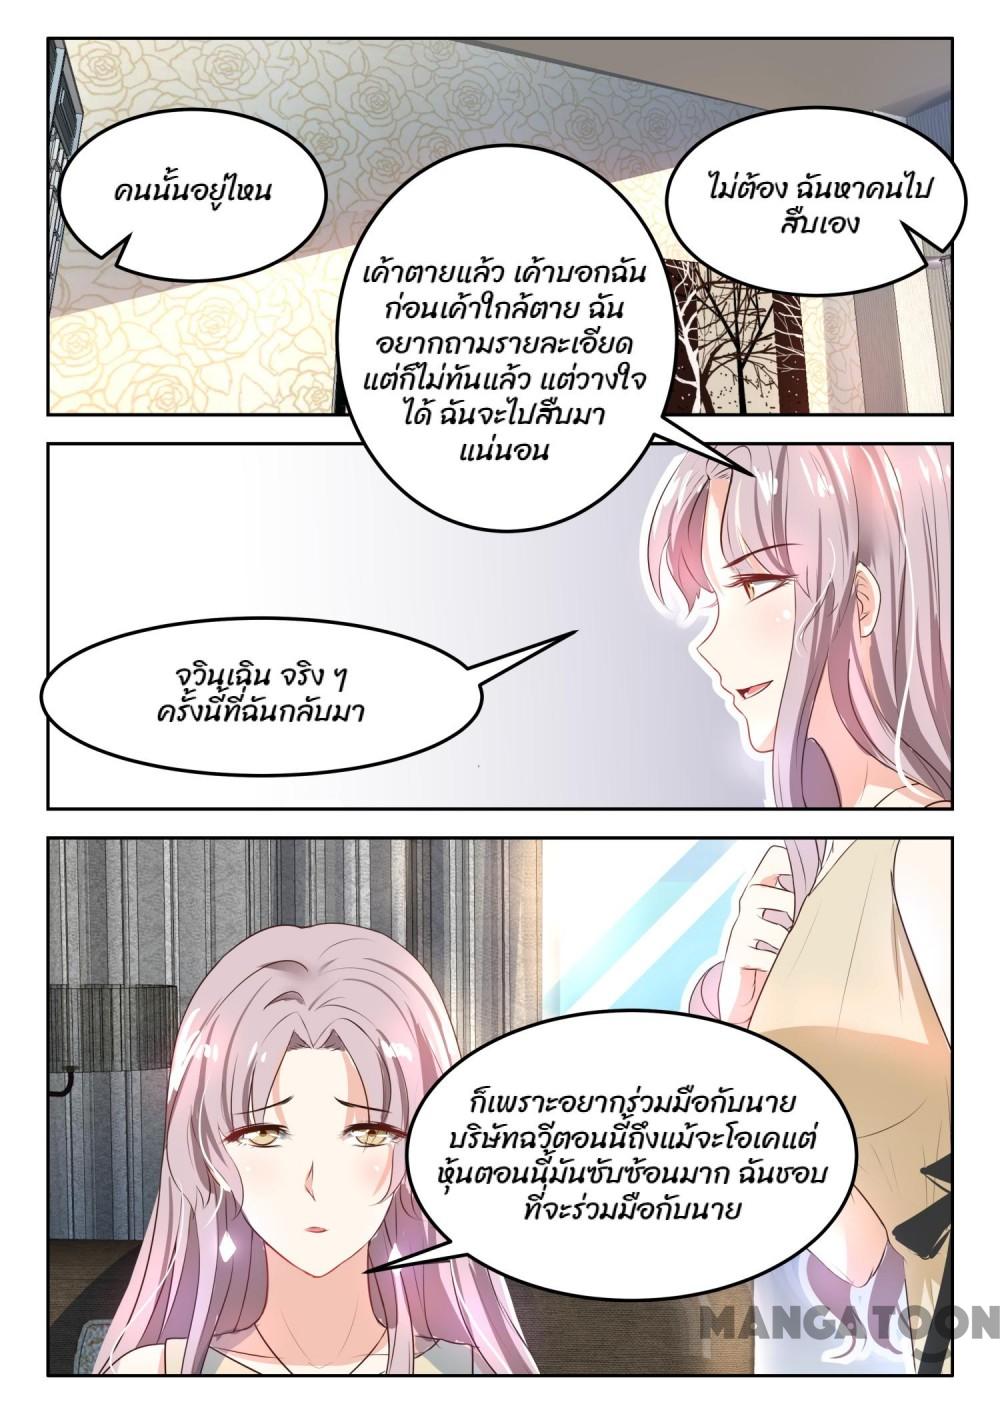 คนนั้นอยู่ไหน
เค้าตายแล้ว เค้าบอกฉัน
ก่อนเค้าใกล้ตาย ฉัน
อยากถามรายละเอียด
แต่ก็ไม่ทันแล้ว แต่วางใจ
ได้ ฉันจะไปสืบมา
แน่นอน
ไม่ต้อง ฉันหาคนไป
สืบเอง
จวินเฉิน จริง ๆ
ครั้งนี้ที่ฉันกลับมา
ก็เพราะอยากร่วมมือกับนาย
บริษัทฉวีตอนนี้ถึงแม้จะโอเคแต่
หุ้นตอนนี้มันซับซ้อนมาก ฉันชอบ
ที่จะร่วมมือกับนาย
MANGATOON